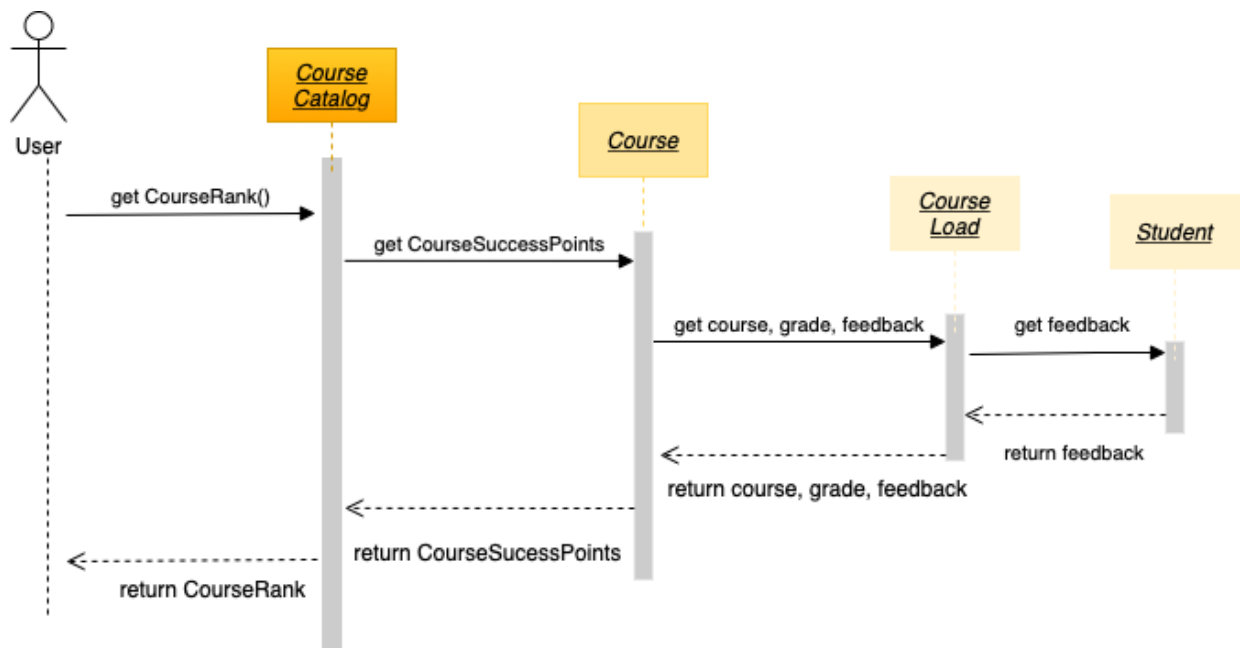 Course
Catalog
User
Course
get CourseRank()
Course
Load
Student
get CourseSuccessPoints
get course, grade, feedback
get feedback
return feedback
return course, grade, feedback
return CourseSucessPoints
return CourseRank